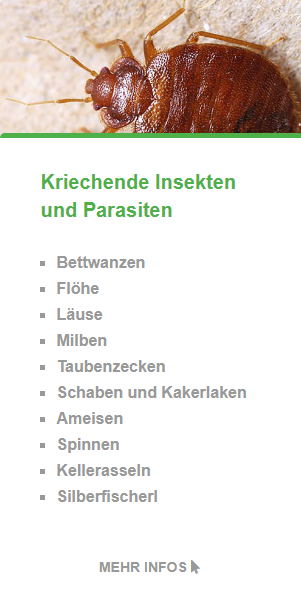 Kriechende Insekten
und Parasiten
Bettwanzen
Flöhe
Läuse
Milben
Taubenzecken
Schaben und Kakerlaken
Ameisen
Spinnen
Kellerasseln
Silberfischerl
MEHR INFOS